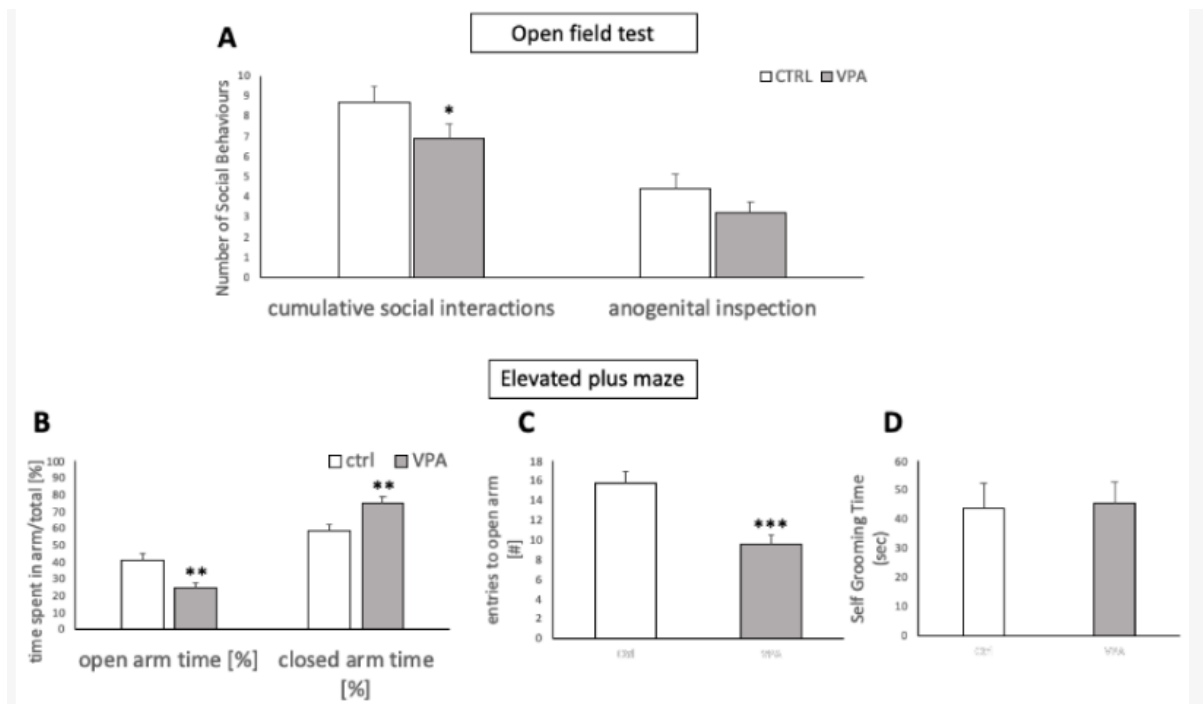 Open field test
A
CTRL VPA
Number of Social Behaviours
10
9
8
7
6
5
4
3
2
1
0
*
cumulative social interactions
anogenital inspection
Elevated plus maze
B
ctrl VPA
time spent in arm/total [%]
100
90
80
70
60
50
40
30
20
10
0
**
**
open arm time [%]
closed arm time
[%]
C
entries to open arm
[#]
18
16
14
12
10
8
6
4
2
0
***
Ctrl
VPA
D
Self Grooming Time
(sec)
60
50
40
30
20
10
0
Ctrl
VPA